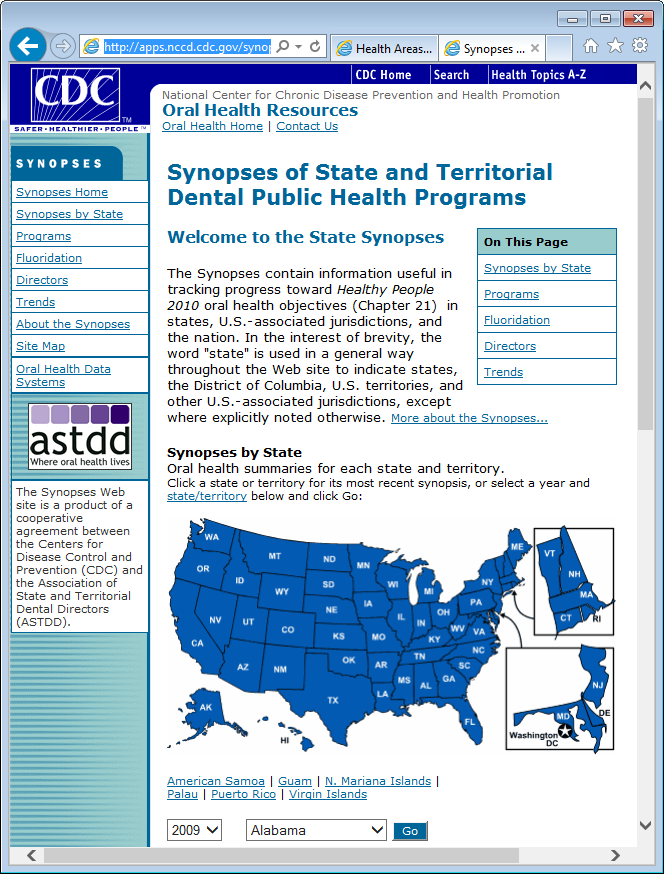 http://apps.nccd.cdc.gov/synop
Health Areas...
Synopses ...
CDC Home
Search
Health Topics A-Z
CDC
TM
SAFER • HEALTHIER • PEOPLE™
National Center for Chronic Disease Prevention and Health Promotion
Oral Health Resources
Oral Health Home | Contact Us
SYNOPSES
Synopses Home
Synopses by State
Programs
Fluoridation
Directors
Trends
About the Synopses
Site Map
Oral Health Data
Systems
astdd
Where oral health lives
The Synopses Web
site is a product of a
cooperative
agreement between
the Centers for
Disease Control and
Prevention (CDC) and
the Association of
State and Territorial
Dental Directors
(ASTDD).
Synopses of State and Territorial
Dental Public Health Programs
Welcome to the State Synopses
The Synopses contain information useful in
tracking progress toward Healthy People
2010 oral health objectives (Chapter 21) in
states, U.S.-associated jurisdictions, and
the nation. In the interest of brevity, the
word "state" is used in a general way
throughout the Web site to indicate states,
the District of Columbia, U.S. territories, and
other U.S.-associated jurisdictions, except
where explicitly noted otherwise. More about the Synopses...
On This Page
Synopses by State
Programs
Fluoridation
Directors
Trends
Synopses by State
Oral health summaries for each state and territory.
Click a state or territory for its most recent synopsis, or select a year and
state/territory below and click Go:
WA
OR
ID
MT
ND
MN
SD
WY
NE
IA
WI
MI
NY
ME
VT
NH
MA
CT
RI
NV
UT
CO
KS
MO
IL
IN
OH
PA
WV
VA
KY
CA
AZ
NM
OK
AR
TN
NC
SC
TX
LA
MS
AL
GA
FL
AK
HI
NJ
MD
DE
Washington
DC
American Samoa | Guam | N. Mariana Islands |
Palau | Puerto Rico | Virgin Islands
2009
Alabama
Go